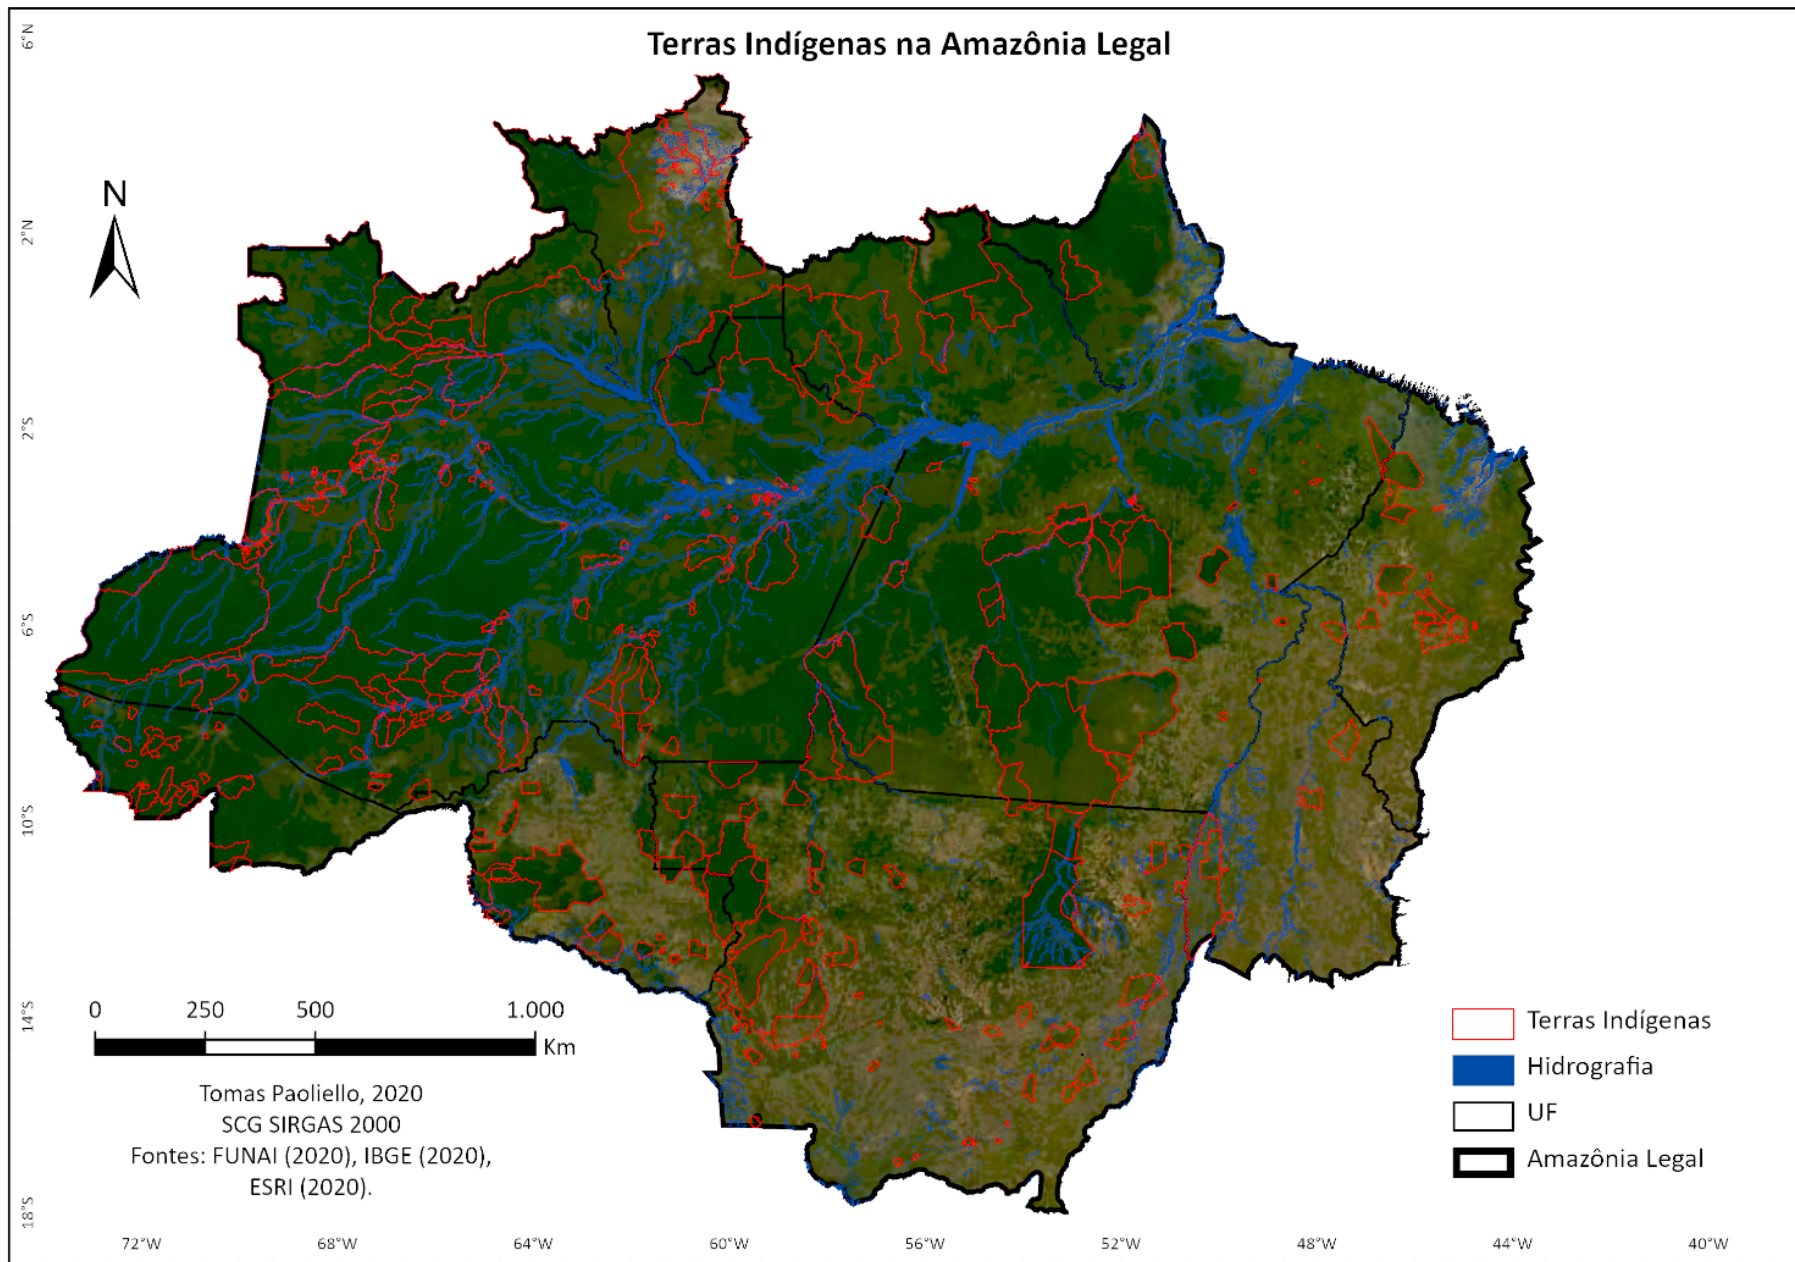 Terras Indígenas na Amazônia Legal
6°N
2°N
2°S
6°S
10°S
14°S
18°S
N
0 250 500 1.000
Km
Tomas Paoliello, 2020
SCG SIRGAS 2000
Fontes: FUNAI (2020), IBGE (2020),
ESRI (2020).
Terras Indígenas
Hidrografia
UF
Amazônia Legal
72°W 68°W 64°W 60°W 56°W 52°W 48°W 44°W 40°W